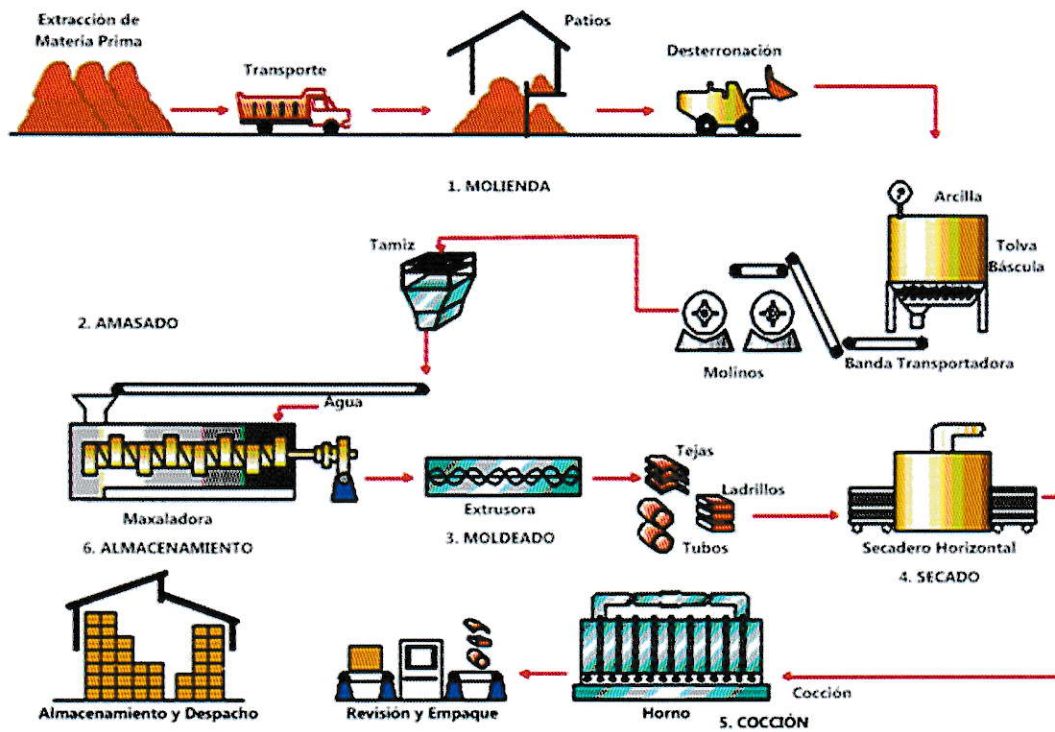 Extracción de
Materia Prima
Transporte
Patios
Desterronación
1. MOLIENDA
Arcilla
Tolva
Báscula
Tamiz
Molinos
Banda Transportadora
2. AMASADO
Agua
Maxaladora
Extrusora
Tejas
Ladrillos
Tubos
Secadero Horizontal
6. ALMACENAMIENTO
3. MOLDEADO
4. SECADO
Almacenamiento y Despacho
Revisión y Empaque
Horno
Cocción
5. COCCIÓN